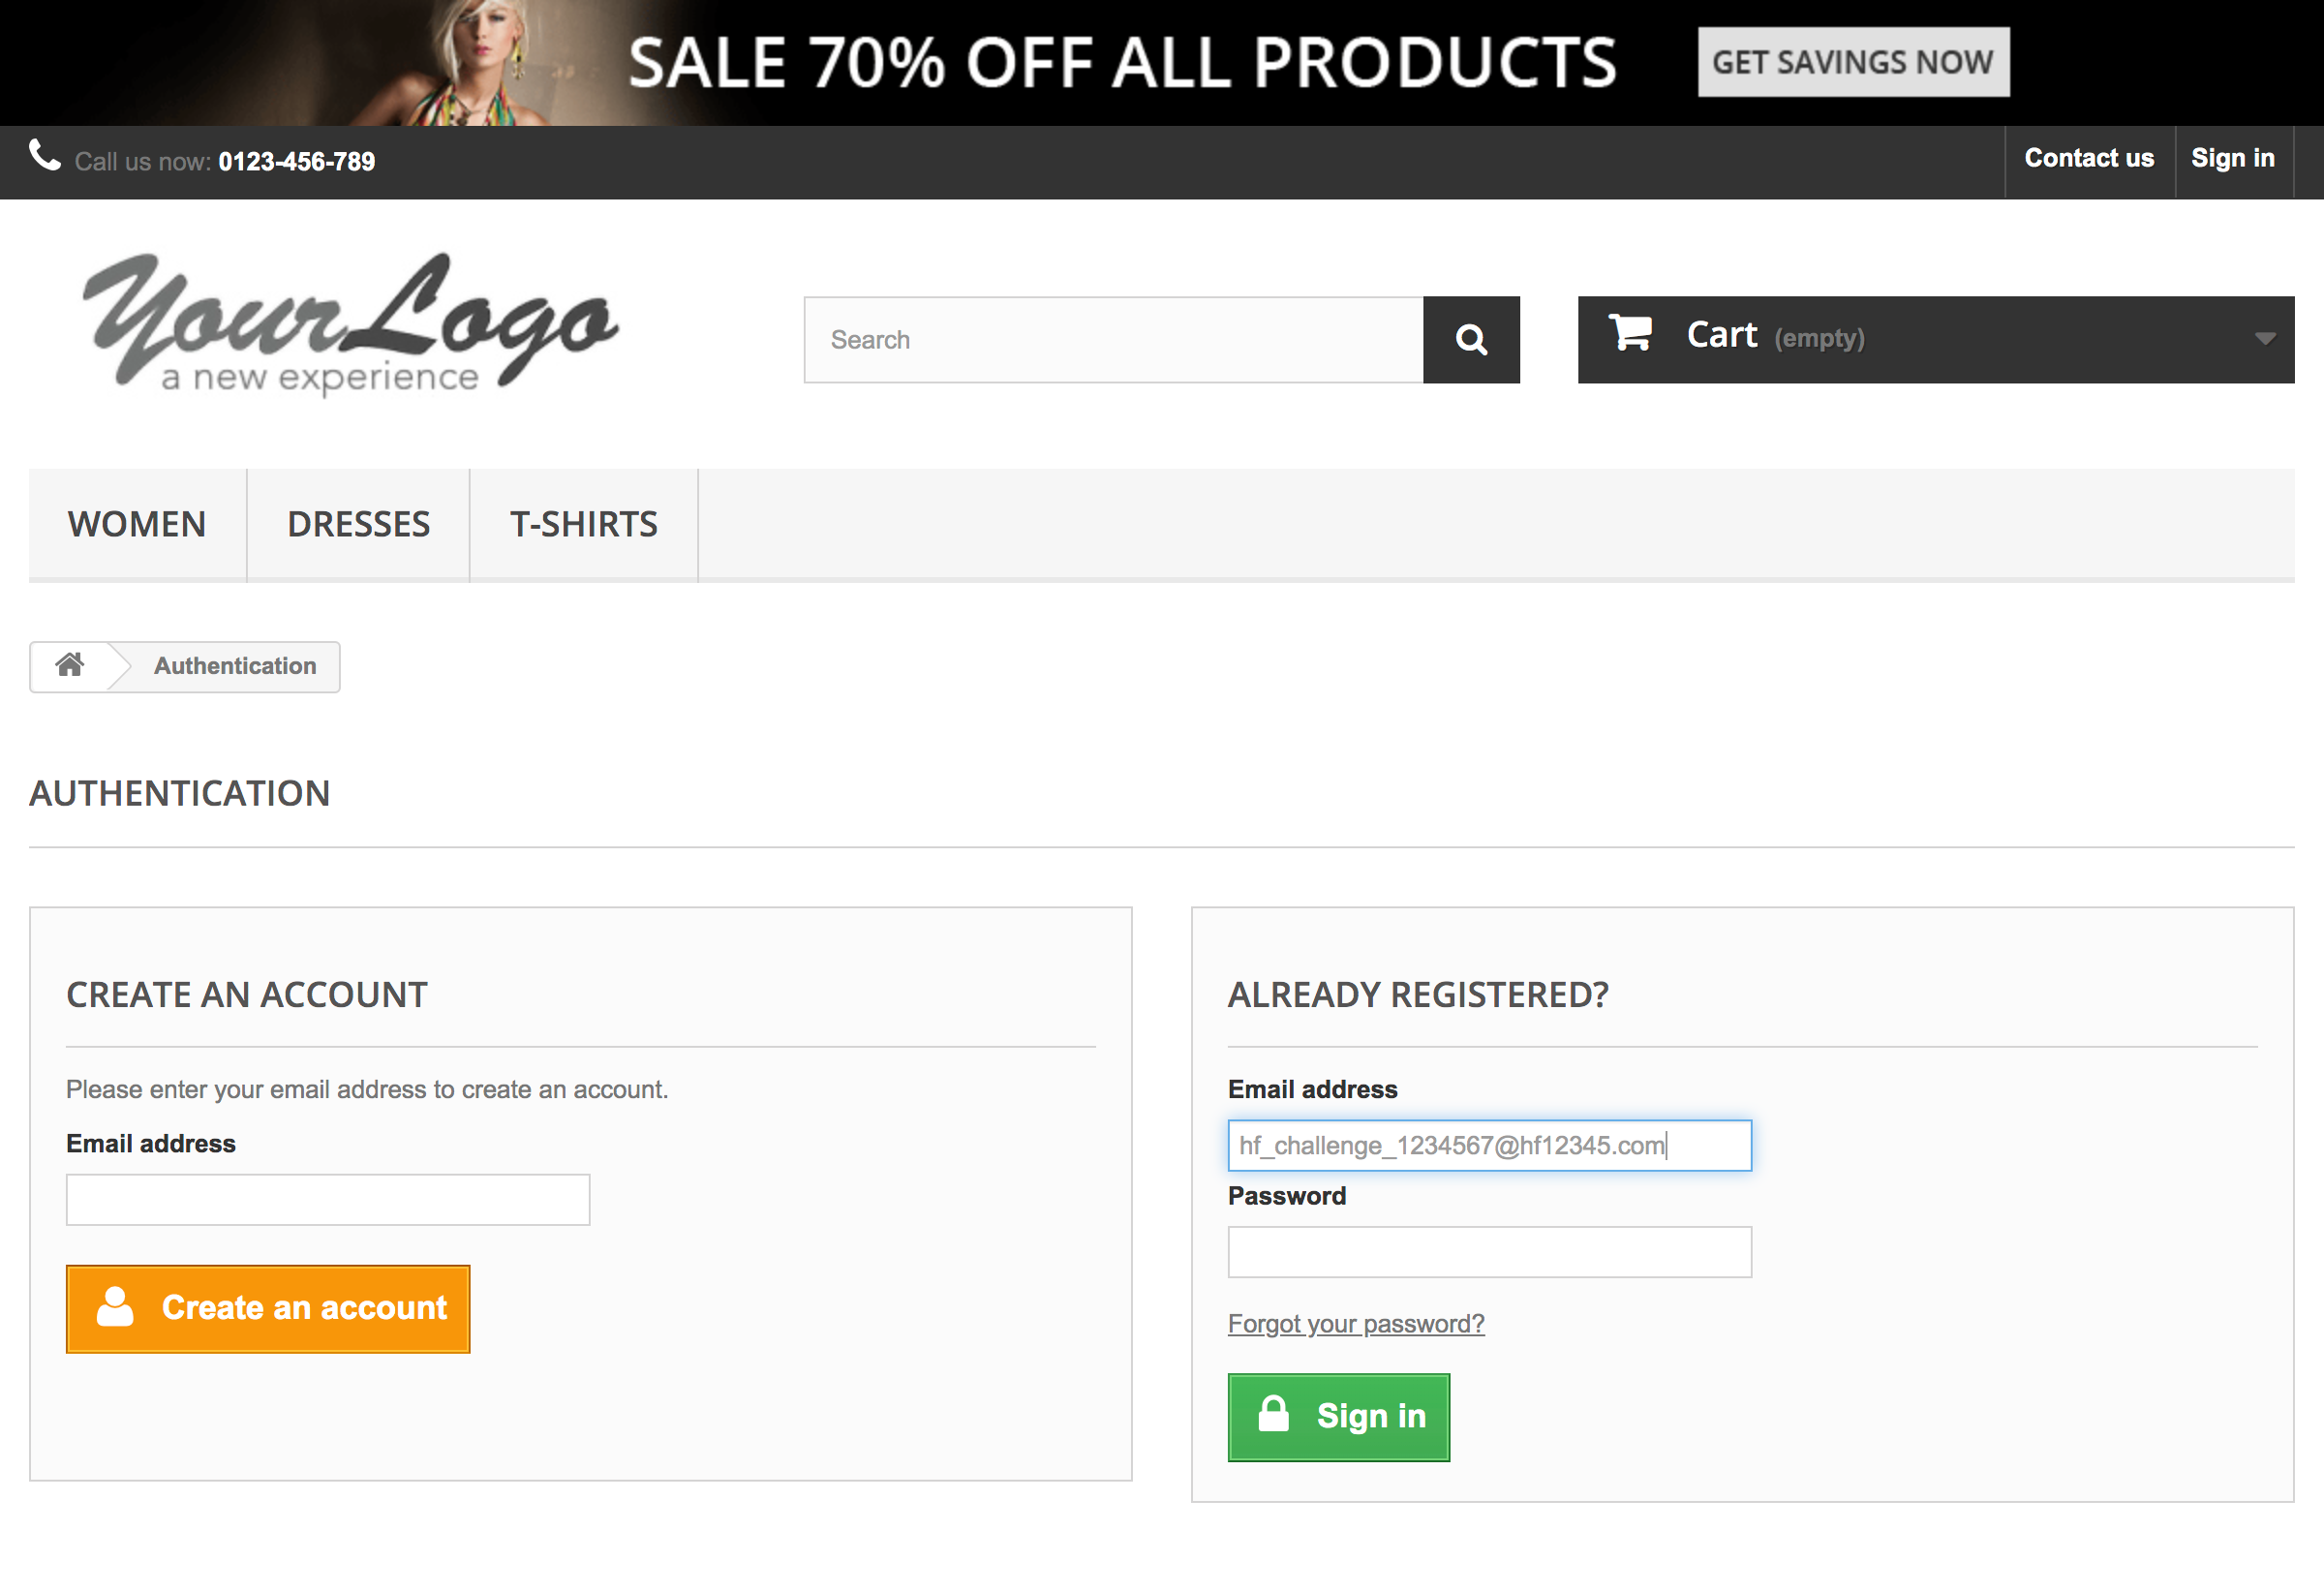 SALE 70% OFF ALL PRODUCTS GET SAVINGS NOW
Call us now: 0123-456-789 Contact us Sign in
YourLogo
a new experience
Search
Cart (empty)
WOMEN DRESSES T-SHIRTS
Authentication
AUTHENTICATION
CREATE AN ACCOUNT
Please enter your email address to create an account.
Email address
Create an account
ALREADY REGISTERED?
Email address
hf_challenge_1234567@hf12345.com
Password
Forgot your password?
Sign in